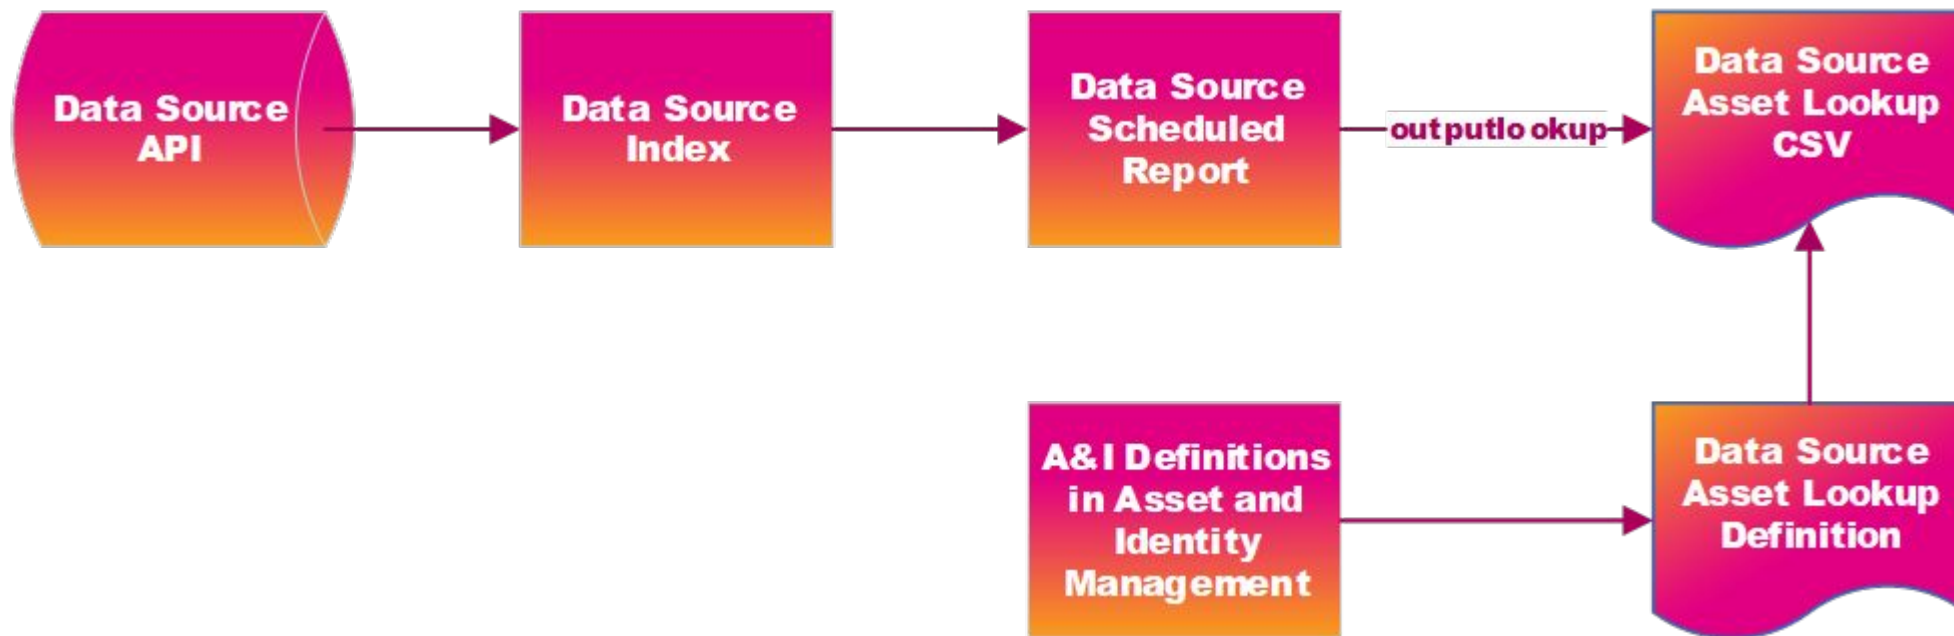 Data Source
API
Data Source
Index
Data Source
Scheduled
Report
outputlookup
Data Source
Asset Lookup
CSV
A&I Definitions
in Asset and
Identity
Management
Data Source
Asset Lookup
Definition